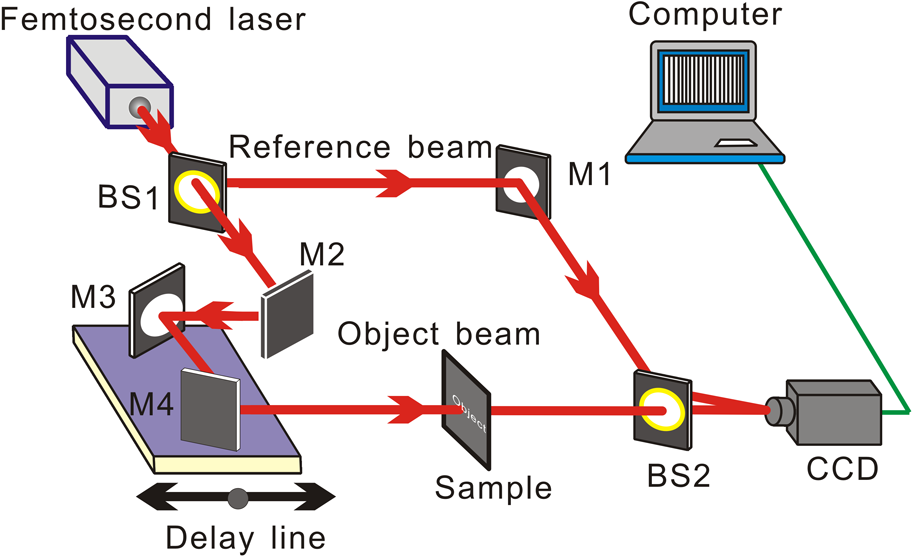 Femtosecond laser
Computer
Reference beam
M1
BS1
M2
M3
Object beam
M4
Object
BS2
CCD
Sample
Delay line